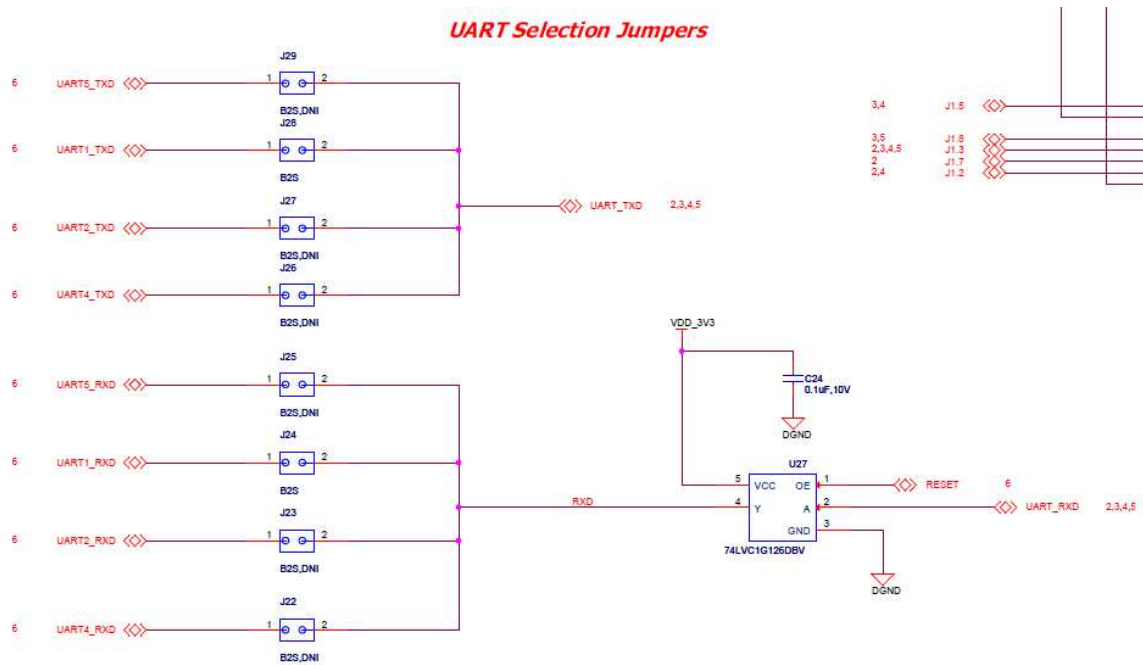 UART Selection Jumpers
J29
6 UART5_TXD 1 2
B2S,DNI
J28
6 UART1_TXD 1 2
B2S
J27
6 UART2_TXD 1 2
B2S,DNI
J26
6 UART4_TXD 1 2
B2S,DNI
UART_TXD 2,3,4,5
3,4 J1.5
3,5 J1.8
2,3,4,5 J1.3
2 J1.7
2,4 J1.2
J25
6 UART5_RXD 1 2
B2S,DNI
J24
6 UART1_RXD 1 2
B2S
J23
6 UART2_RXD 1 2
B2S,DNI
J22
6 UART4_RXD 1 2
B2S,DNI
RXD
VDD_3V3
C24
0.1uF,10V
DGND
U27
5 VCC OE 1
4 Y A 2
GND 3
74LVC1G126DBV
RESET 6
UART_RXD 2,3,4,5
DGND